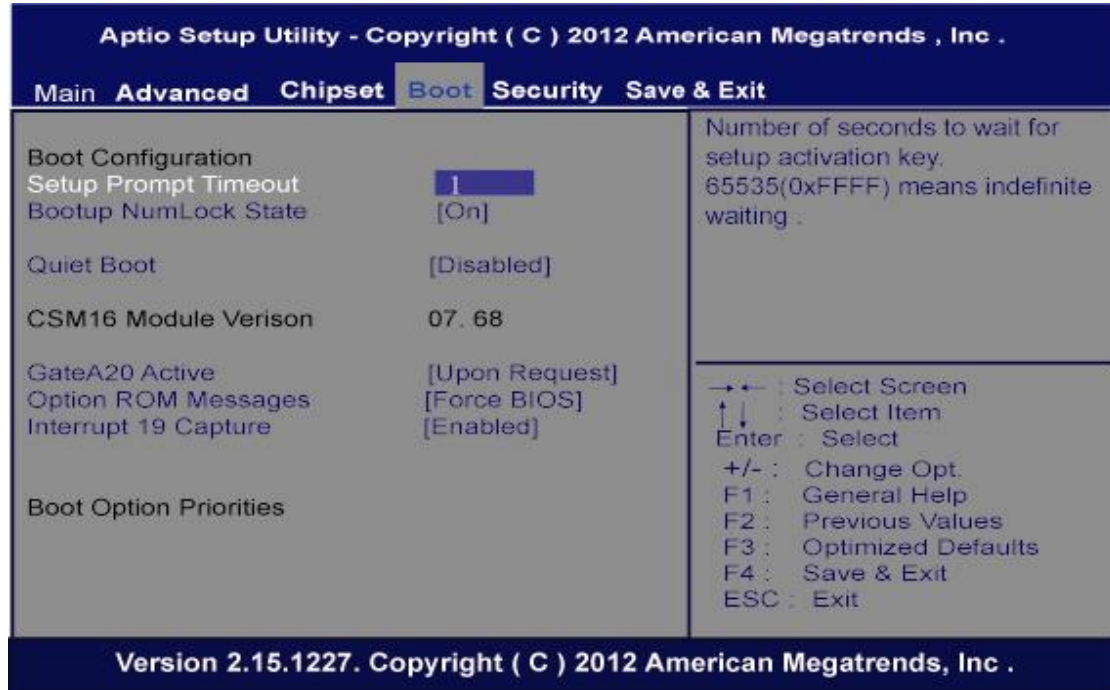 Aptio Setup Utility - Copyright ( C ) 2012 American Megatrends , Inc .
Main Advanced Chipset Boot Security Save & Exit
Boot Configuration
Setup Prompt Timeout 1
Bootup NumLock State [On]
Quiet Boot [Disabled]
CSM16 Module Verison 07. 68
GateA20 Active [Upon Request]
Option ROM Messages [Force BIOS]
Interrupt 19 Capture [Enabled]
Boot Option Priorities
Number of seconds to wait for
setup activation key.
65535(0xFFFF) means indefinite
waiting .
→← : Select Screen
↑↓ : Select Item
Enter : Select
+/- : Change Opt.
F1 : General Help
F2 : Previous Values
F3 : Optimized Defaults
F4 : Save & Exit
ESC : Exit
Version 2.15.1227. Copyright ( C ) 2012 American Megatrends, Inc .